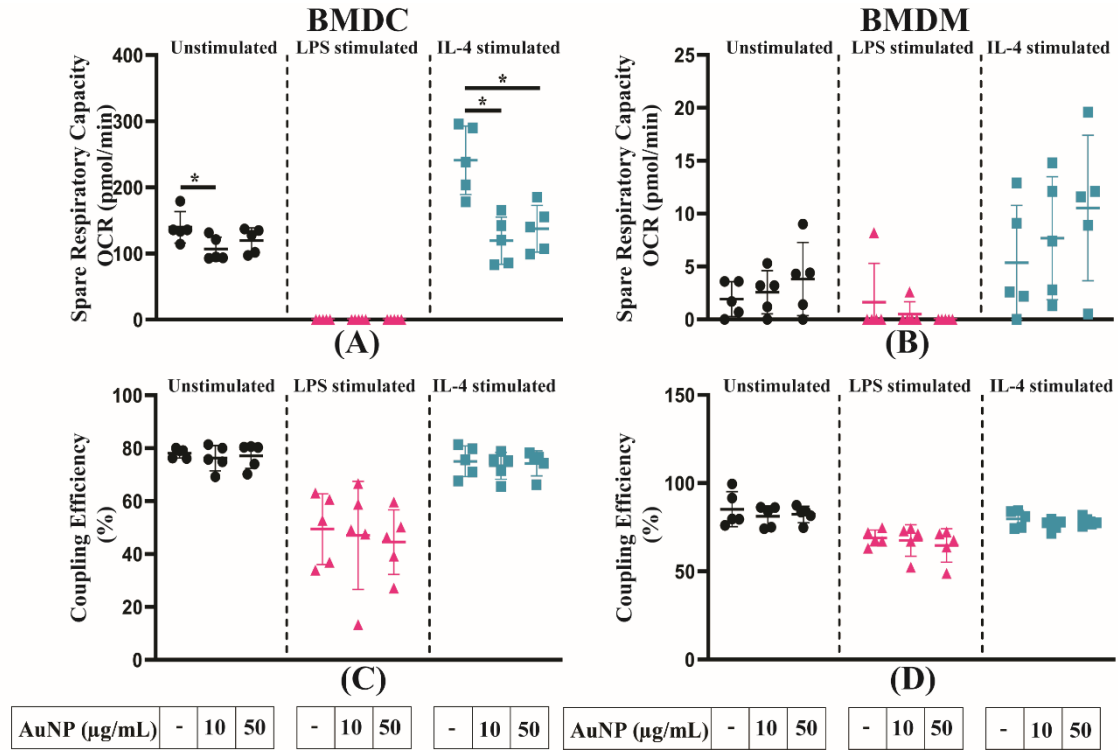 BMDC
BMDM
Unstimulated LPS stimulated IL-4 stimulated
Spare Respiratory Capacity
OCR (pmol/min)
400
300
200
100
0
*
*
*
(A)
Unstimulated LPS stimulated IL-4 stimulated
Spare Respiratory Capacity
OCR (pmol/min)
25
20
15
10
5
0
(B)
Unstimulated LPS stimulated IL-4 stimulated
Coupling Efficiency
(%)
100
80
60
40
20
0
(C)
Unstimulated LPS stimulated IL-4 stimulated
Coupling Efficiency
(%)
150
100
50
0
(D)
AuNP (µg/mL) - 10 50 - 10 50 - 10 50
AuNP (µg/mL) - 10 50 - 10 50 - 10 50